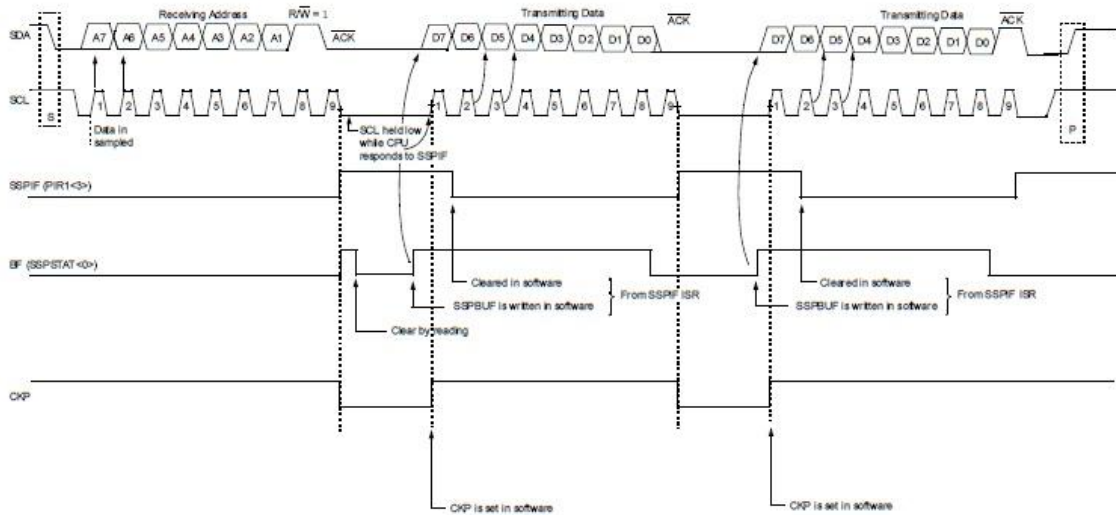 Receiving Address R/W = 1 ACK
Transmitting Data ACK
Transmitting Data ACK
SDA A7 A6 A5 A4 A3 A2 A1 D7 D6 D5 D4 D3 D2 D1 D0 D7 D6 D5 D4 D3 D2 D1 D0
SCL 1 2 3 4 5 6 7 8 9 1 2 3 4 5 6 7 8 9 1 2 3 4 5 6 7 8 9
S
P
Data in
sampled
SCL held low
while CPU
responds to SSPIF
SSPIF (PIR1<3>)
BF (SSPSTAT<0>)
Cleared in software
SSPBUF is written in software
From SSPIF ISR
Clear by reading
Cleared in software
SSPBUF is written in software
From SSPIF ISR
CKP
CKP is set in software
CKP is set in software